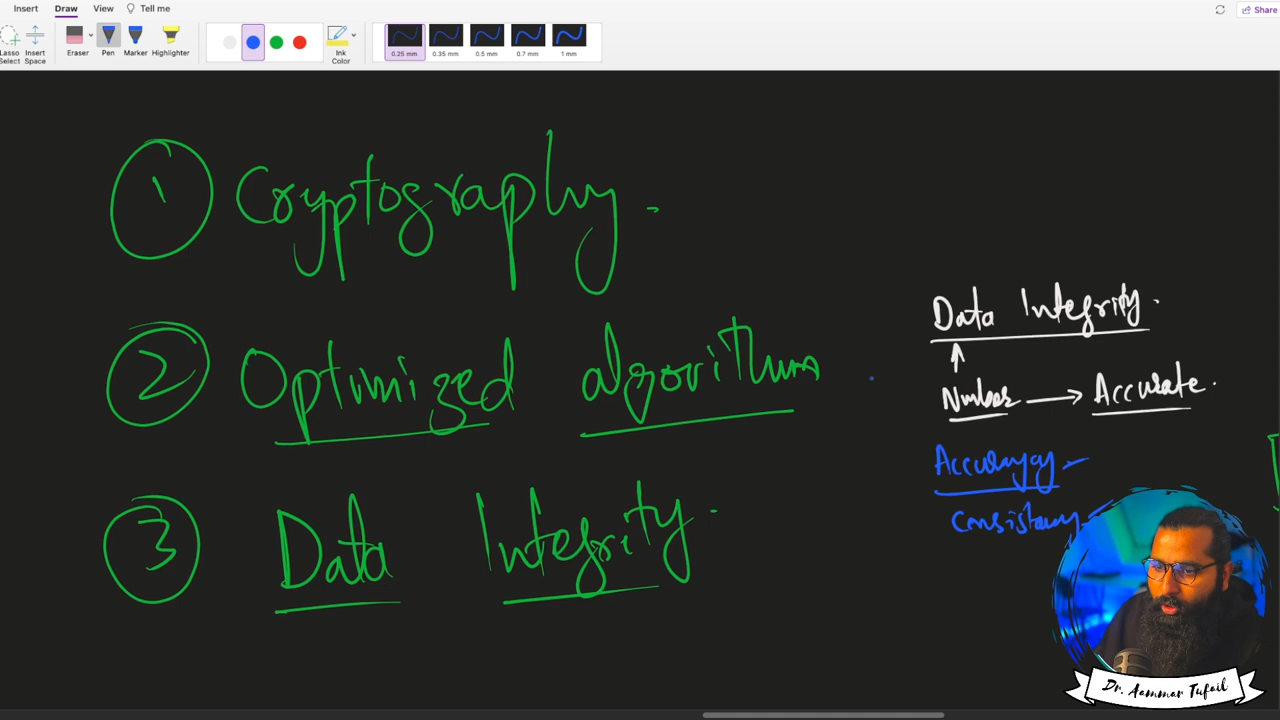 Insert Draw View Tell me
Share
Lasso Select
Insert Space
Eraser
Pen
Marker
Highlighter
Ink Color
0.25 mm
0.35 mm
0.5 mm
0.7 mm
1 mm
1 Cryptography.
2 Optimized algorithms
3 Data Integrity.
Data Integrity.
Number → Accurate.
Accuracy
Consistency
Dr. Aammar Tufail